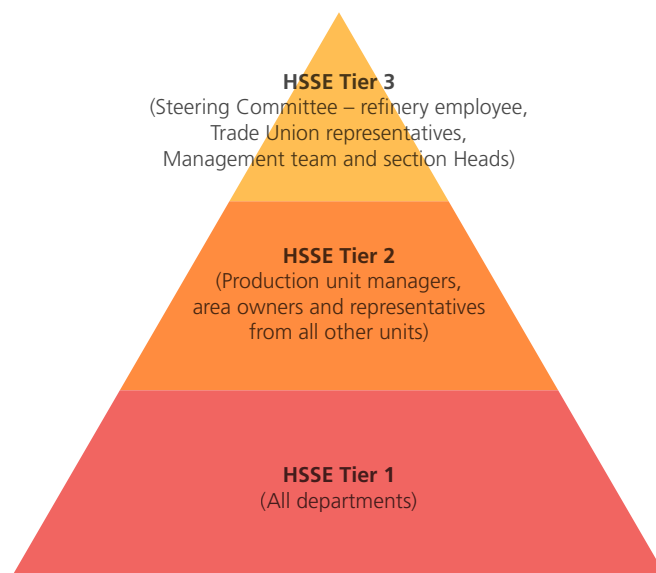 HSSE Tier 3
(Steering Committee – refinery employee,
Trade Union representatives,
Management team and section Heads)
HSSE Tier 2
(Production unit managers,
area owners and representatives
from all other units)
HSSE Tier 1
(All departments)